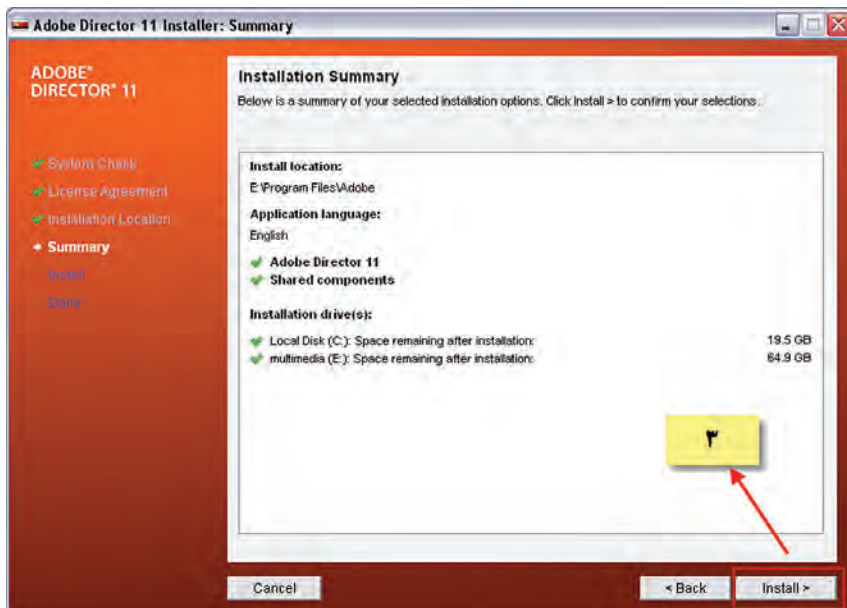 Adobe Director 11 Installer: Summary
ADOBE®
DIRECTOR® 11
System Check
License Agreement
Installation Location
Summary
Install
Done
Installation Summary
Below is a summary of your selected installation options. Click Install > to confirm your selections.
Install location:
E:\Program Files\Adobe
Application language:
English
Adobe Director 11
Shared components
Installation drive(s):
Local Disk (C:): Space remaining after installation: 19.5 GB
multimedia (E:): Space remaining after installation: 64.9 GB
۳
Cancel
< Back
Install >